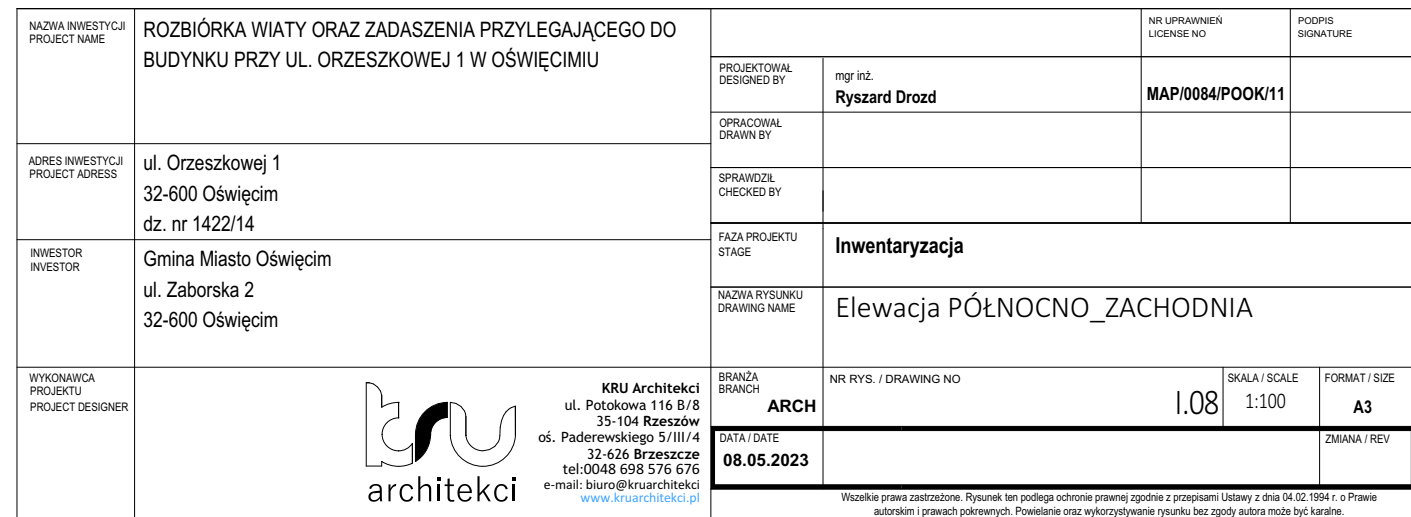 NAZWA INWESTYCJI
PROJECT NAME
ROZBIÓRKA WIATY ORAZ ZADASZENIA PRZYLEGAJĄCEGO DO
BUDYNKU PRZY UL. ORZESZKOWEJ 1 W OŚWIĘCIMIU
ADRES INWESTYCJI
PROJECT ADRESS
ul. Orzeszkowej 1
32-600 Oświęcim
dz. nr 1422/14
INWESTOR
INVESTOR
Gmina Miasto Oświęcim
ul. Zaborska 2
32-600 Oświęcim
WYKONAWCA
PROJEKTU
PROJECT DESIGNER
kru
architekci
KRU Architekci
ul. Potokowa 116 B/8
35-104 Rzeszów
oś. Paderewskiego 5/III/4
32-626 Brzeszcze
tel:0048 698 576 676
e-mail: biuro@kruarchitekci
www.kruarchitekci.pl
NR UPRAWNIEŃ
LICENSE NO
PODPIS
SIGNATURE
PROJEKTOWAŁ
DESIGNED BY
mgr inż.
Ryszard Drozd
MAP/0084/POOK/11
OPRACOWAŁ
DRAWN BY
SPRAWDZIŁ
CHECKED BY
FAZA PROJEKTU
STAGE
Inwentaryzacja
NAZWA RYSUNKU
DRAWING NAME
Elewacja PÓŁNOCNO_ZACHODNIA
BRANŻA
BRANCH
ARCH
NR RYS. / DRAWING NO
I.08
SKALA / SCALE
1:100
FORMAT / SIZE
A3
DATA / DATE
08.05.2023
ZMIANA / REV
Wszelkie prawa zastrzeżone. Rysunek ten podlega ochronie prawnej zgodnie z przepisami Ustawy z dnia 04.02.1994 r. o Prawie
autorskim i prawach pokrewnych. Powielanie oraz wykorzystywanie rysunku bez zgody autora może być karalne.